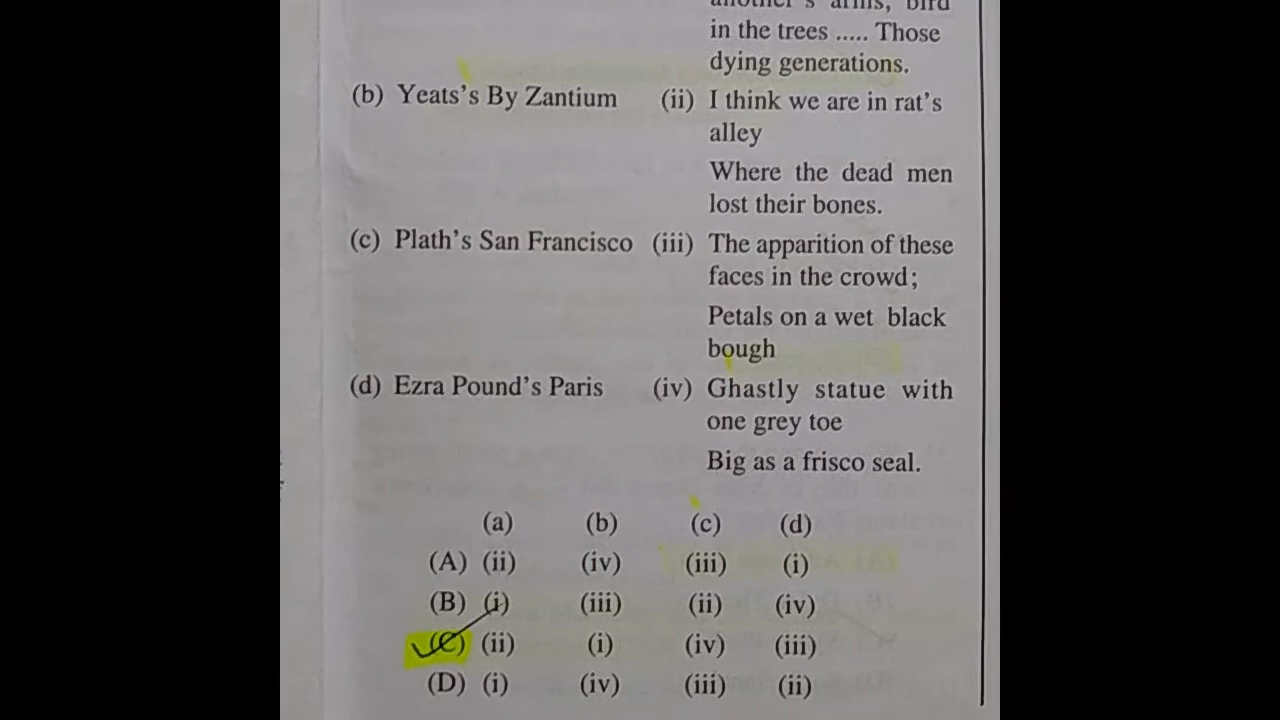 another's arms, bird
in the trees ..... Those
dying generations.
(b) Yeats's By Zantium (ii) I think we are in rat's
alley
Where the dead men
lost their bones.
(c) Plath's San Francisco (iii) The apparition of these
faces in the crowd;
Petals on a wet black
bough
(d) Ezra Pound's Paris (iv) Ghastly statue with
one grey toe
Big as a frisco seal.
(a) (b) (c) (d)
(A) (ii) (iv) (iii) (i)
(B) (i) (iii) (ii) (iv)
(C) (ii) (i) (iv) (iii)
(D) (i) (iv) (iii) (ii)